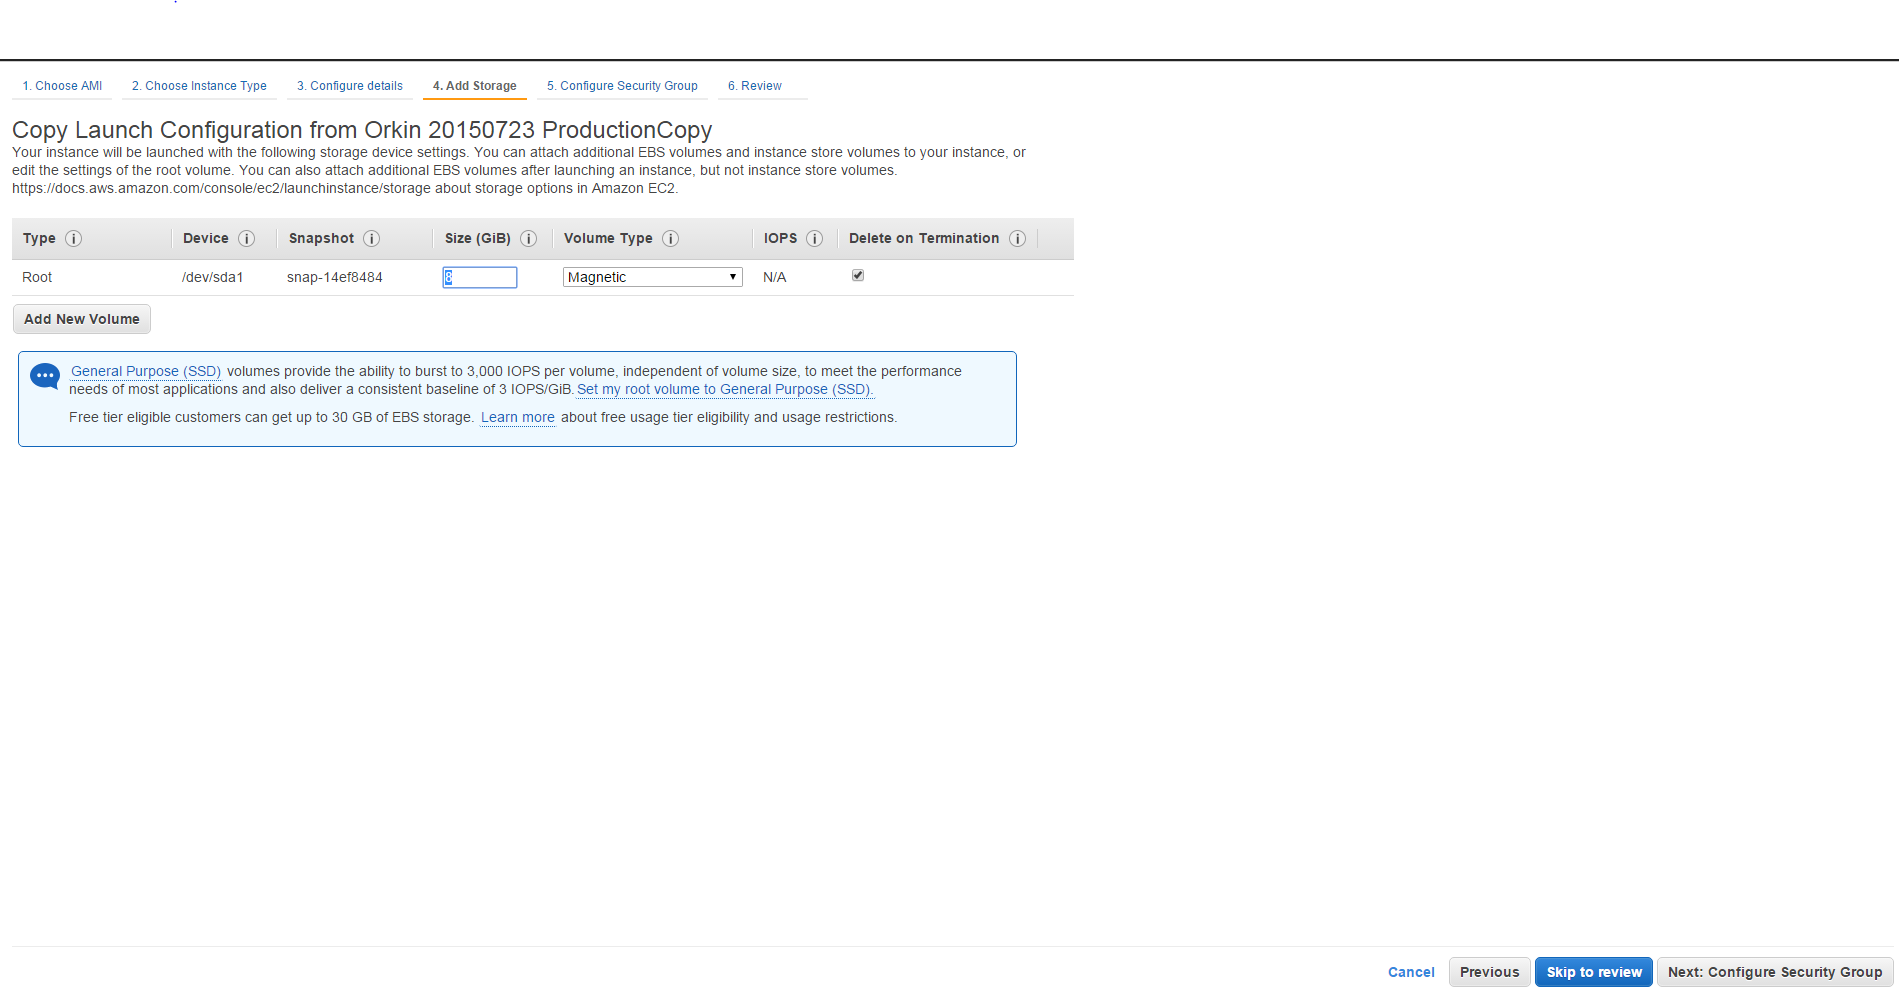 1. Choose AMI 2. Choose Instance Type 3. Configure details 4. Add Storage 5. Configure Security Group 6. Review
Copy Launch Configuration from Orkin 20150723 ProductionCopy
Your instance will be launched with the following storage device settings. You can attach additional EBS volumes and instance store volumes to your instance, or
edit the settings of the root volume. You can also attach additional EBS volumes after launching an instance, but not instance store volumes.
https://docs.aws.amazon.com/console/ec2/launchinstance/storage about storage options in Amazon EC2.
Type i Device i Snapshot i Size (GiB) i Volume Type i IOPS i Delete on Termination i
Root /dev/sda1 snap-14ef8484 8 Magnetic N/A
Add New Volume
General Purpose (SSD) volumes provide the ability to burst to 3,000 IOPS per volume, independent of volume size, to meet the performance
needs of most applications and also deliver a consistent baseline of 3 IOPS/GiB. Set my root volume to General Purpose (SSD).
Free tier eligible customers can get up to 30 GB of EBS storage. Learn more about free usage tier eligibility and usage restrictions.
Cancel Previous Skip to review Next: Configure Security Group